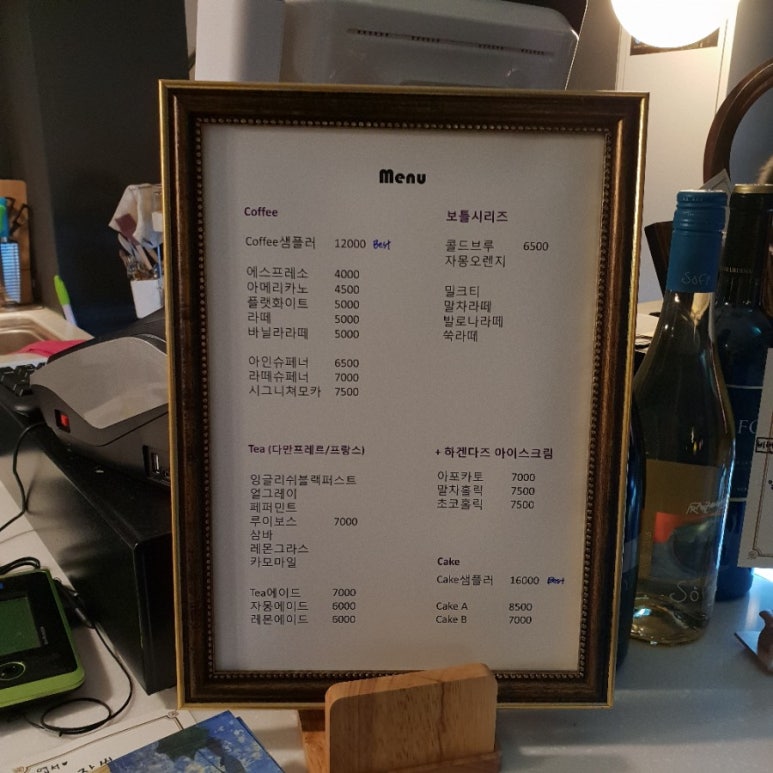 Menu
Coffee
Coffee샘플러 12000 Best
에스프레소 4000
아메리카노 4500
플랫화이트 5000
라떼 5000
바닐라라떼 5000
아인슈페너 6500
라떼슈페너 7000
시그니쳐모카 7500
보틀시리즈
콜드브루 6500
자몽오렌지
밀크티
말차라떼
발로나라떼
쑥라떼
Tea (다만프레르/프랑스)
잉글리쉬블랙퍼스트
얼그레이
페퍼민트
루이보스 7000
삼바
레몬그라스
카모마일
Tea에이드 7000
자몽에이드 6000
레몬에이드 6000
+ 하겐다즈 아이스크림
아포카토 7000
말차홀릭 7500
초코홀릭 7500
Cake
Cake샘플러 16000 Best
Cake A 8500
Cake B 7000